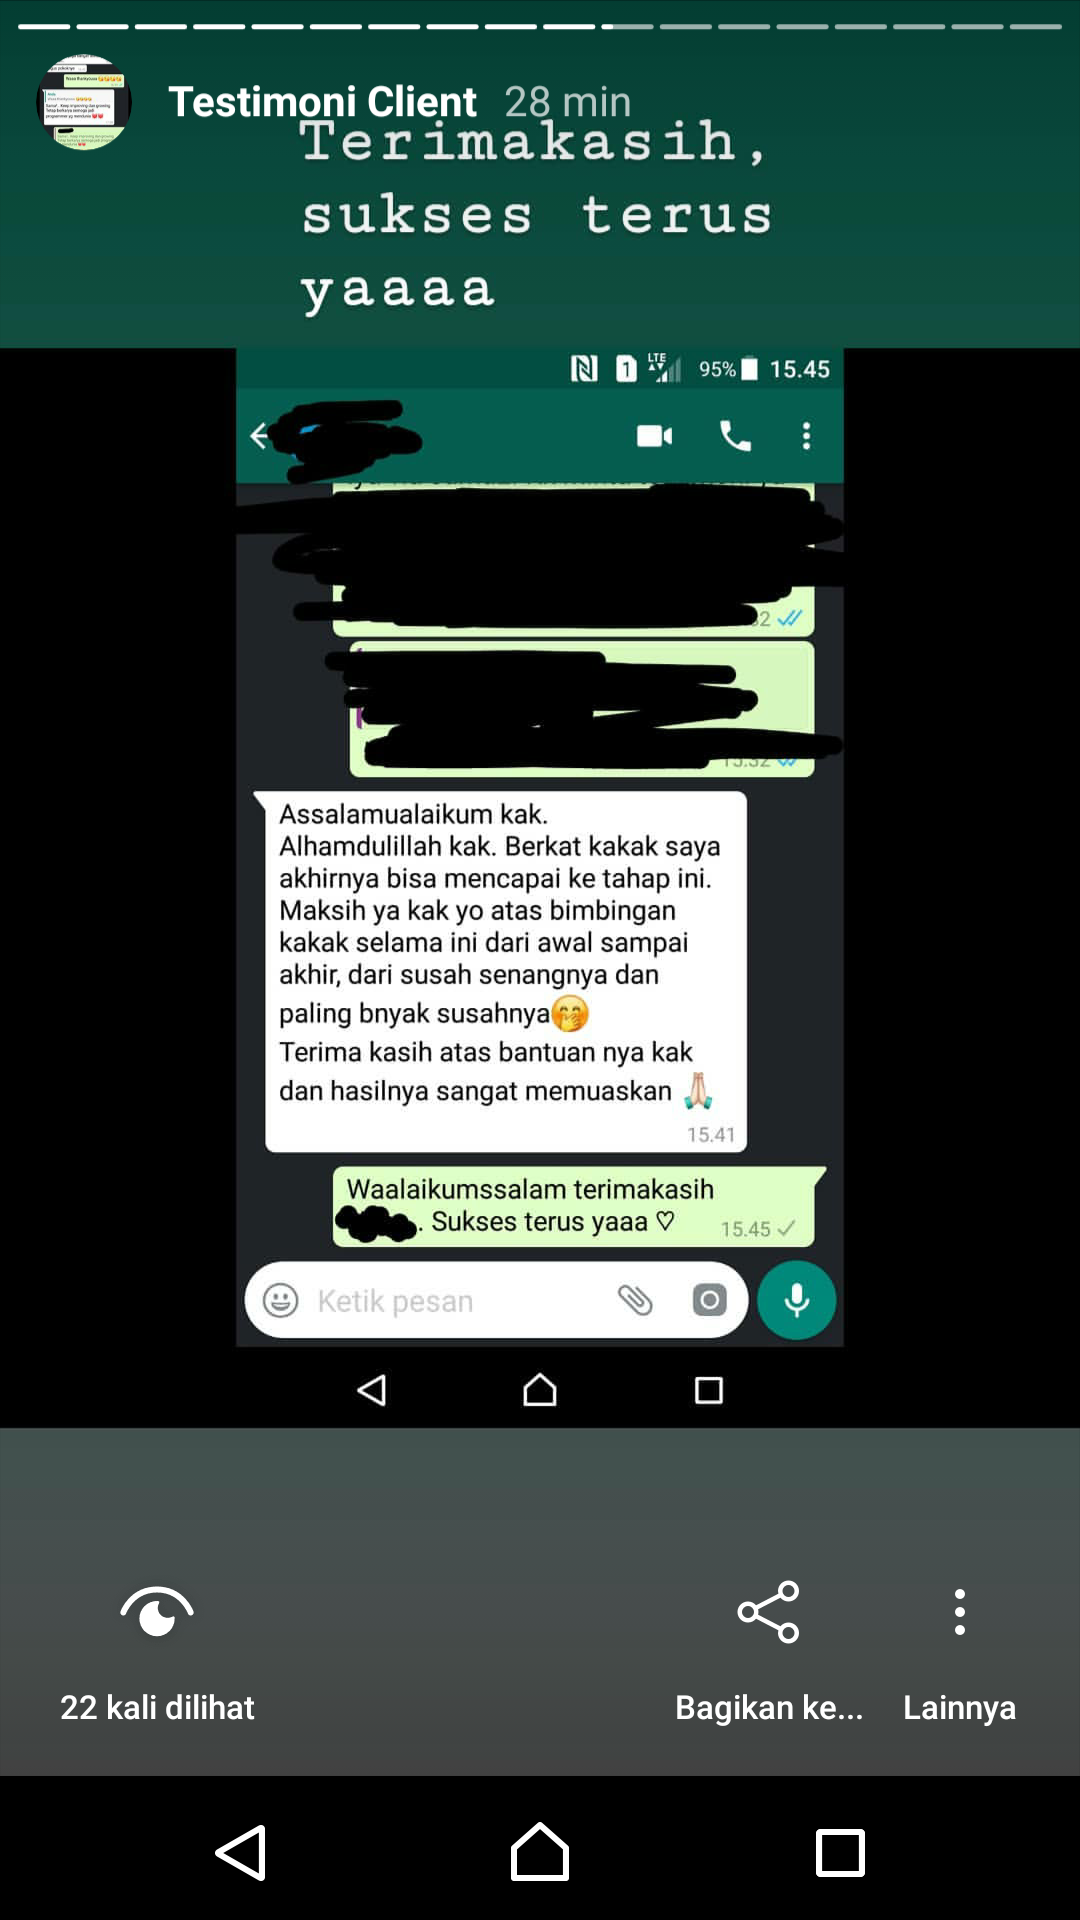 Testimoni Client 28 min
Terimakasih,
sukses terus
yaaaa
1 LTE 95% 15.45
Assalamualaikum kak.
Alhamdulillah kak. Berkat kakak saya
akhirnya bisa mencapai ke tahap ini.
Maksih ya kak yo atas bimbingan
kakak selama ini dari awal sampai
akhir, dari susah senangnya dan
paling bnyak susahnya🤭
Terima kasih atas bantuan nya kak
dan hasilnya sangat memuaskan 🙏🏻
15.41
Waalaikumssalam terimakasih
. Sukses terus yaaa ♡ 15.45
Ketik pesan
22 kali dilihat
Bagikan ke... Lainnya